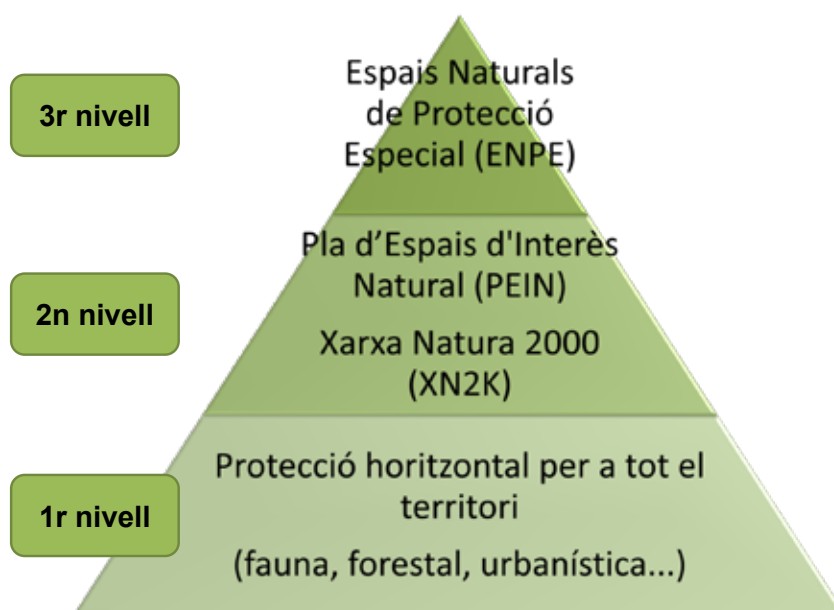 3r nivell
Espais Naturals
de Protecció
Especial (ENPE)
2n nivell
Pla d’Espais d'Interès
Natural (PEIN)
Xarxa Natura 2000
(XN2K)
1r nivell
Protecció horitzontal per a tot el
territori
(fauna, forestal, urbanística...)